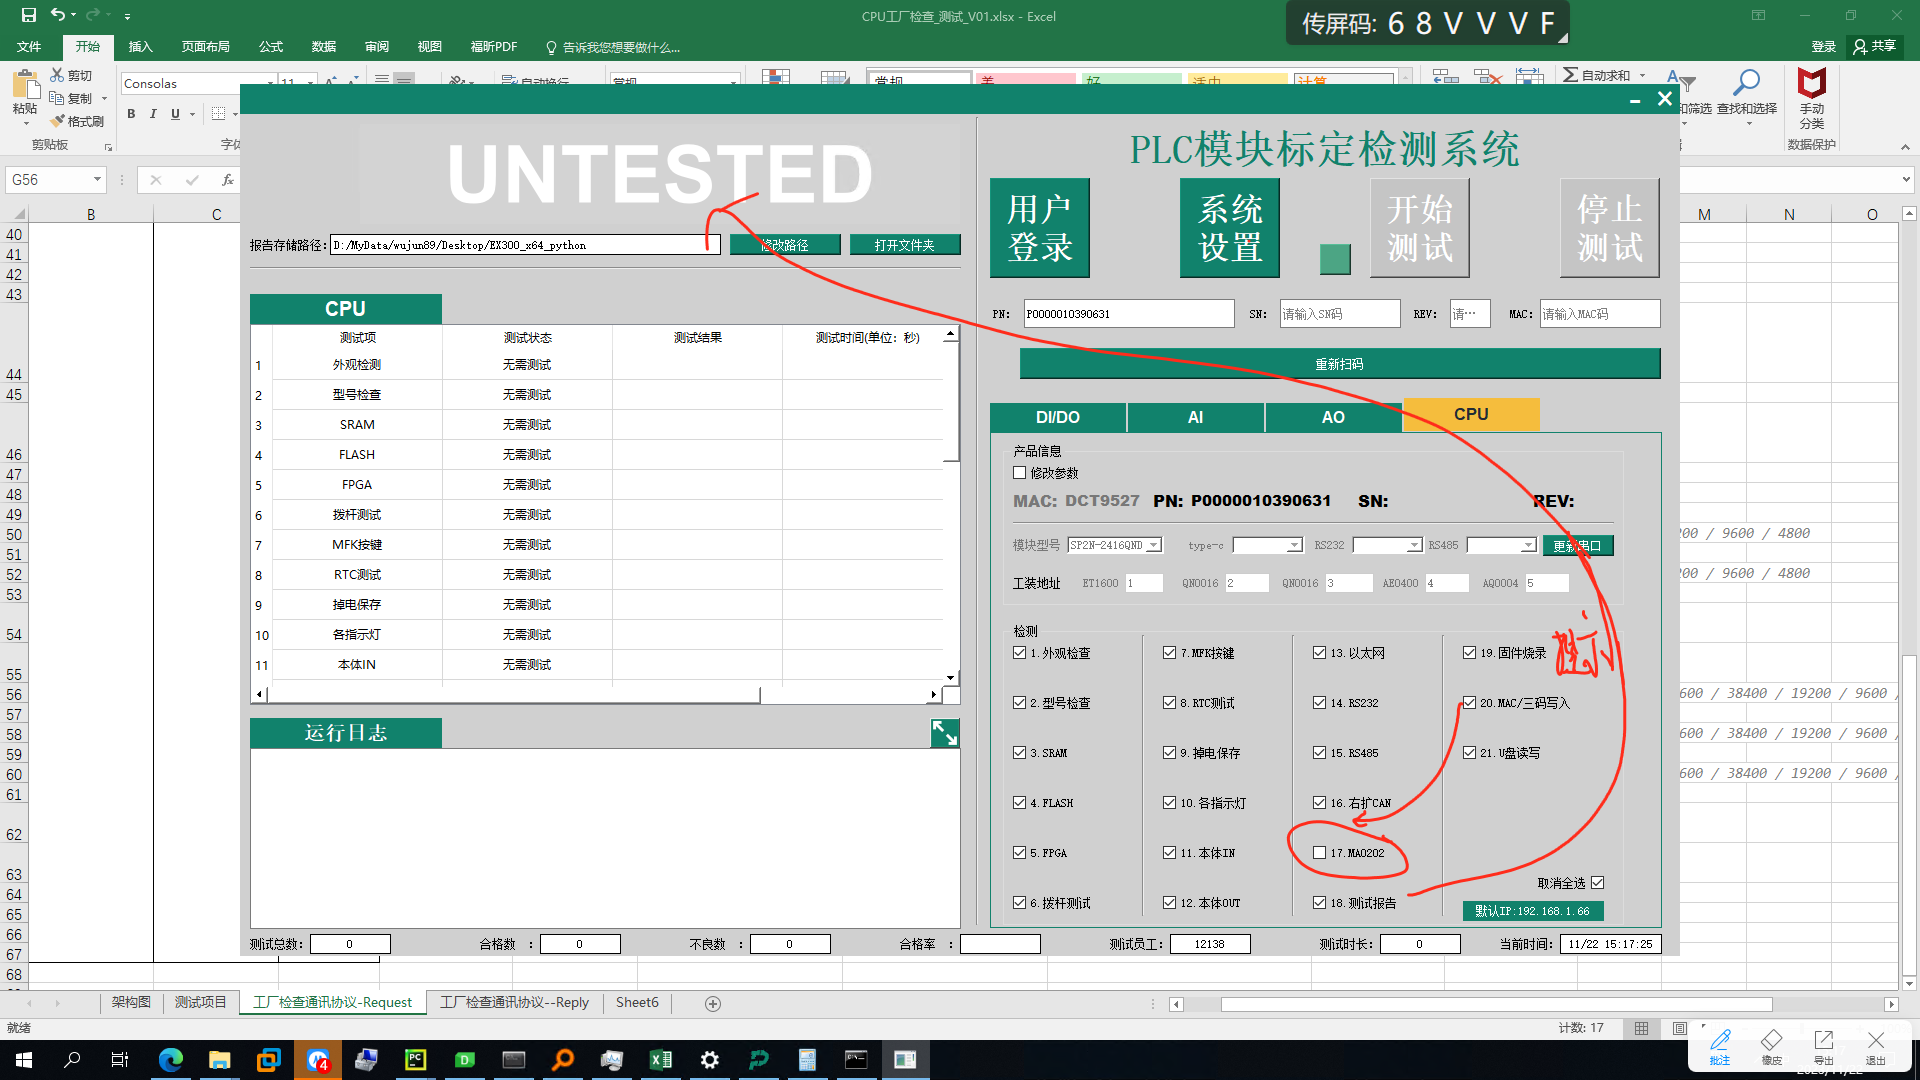 CPU工厂检查_测试_V01.xlsx - Excel
传屏码: 68VVVF
文件 开始 插入 页面布局 公式 数据 审阅 视图 福昕PDF 告诉我您想要做什么... 登录 共享
剪切 Consolas 11 自动换行 常规 常规 差 好 适中 计算 自动求和
粘贴 复制 和筛选 查找和选择 手动
格式刷 B I U 分类
剪贴板 字体 数据保护
G56 fx
B C M N O
40
41
42
43
44
45
46
47
48
49
50
51
52
53
54
55
56
57
58
59
60
61
62
63
64
65
66
67
68
UNTESTED
报告存储路径: D:/MyData/wujun89/Desktop/EX300_x64_python 修改路径 打开文件夹
CPU
测试项 测试状态 测试结果 测试时间(单位: 秒)
1 外观检测 无需测试
2 型号检查 无需测试
3 SRAM 无需测试
4 FLASH 无需测试
5 FPGA 无需测试
6 拨杆测试 无需测试
7 MFK按键 无需测试
8 RTC测试 无需测试
9 掉电保存 无需测试
10 各指示灯 无需测试
11 本体IN 无需测试
运行日志
PLC模块标定检测系统
用户登录 系统设置 开始测试 停止测试
PN: P0000010390631 SN: 请输入SN码 REV: 请… MAC: 请输入MAC码
重新扫码
DI/DO AI AO CPU
产品信息
修改参数
MAC: DCT9527 PN: P0000010390631 SN: REV:
模块型号 SP2N-2416QND type-c RS232 RS485 更新串口
工装地址 ET1600 1 QN0016 2 QN0016 3 AE0400 4 AQ0004 5
检测
1.外观检查 7.MFK按键 13.以太网 19.固件烧录
2.型号检查 8.RTC测试 14.RS232 20.MAC/三码写入
3.SRAM 9.掉电保存 15.RS485 21.U盘读写
4.FLASH 10.各指示灯 16.右扩CAN
5.FPGA 11.本体IN 17.MA0202
取消全选
6.拨杆测试 12.本体OUT 18.测试报告
默认IP:192.168.1.66
测试总数: 0 合格数 : 0 不良数 : 0 合格率 : 测试员工: 12138 测试时长: 0 当前时间: 11/22 15:17:25
200 / 9600 / 4800
200 / 9600 / 4800
600 / 38400 / 19200 / 9600 /
600 / 38400 / 19200 / 9600 /
600 / 38400 / 19200 / 9600 /
架构图 测试项目 工厂检查通讯协议-Request 工厂检查通讯协议--Reply Sheet6
就绪 计数: 17
批注 橡皮 导出 退出
4